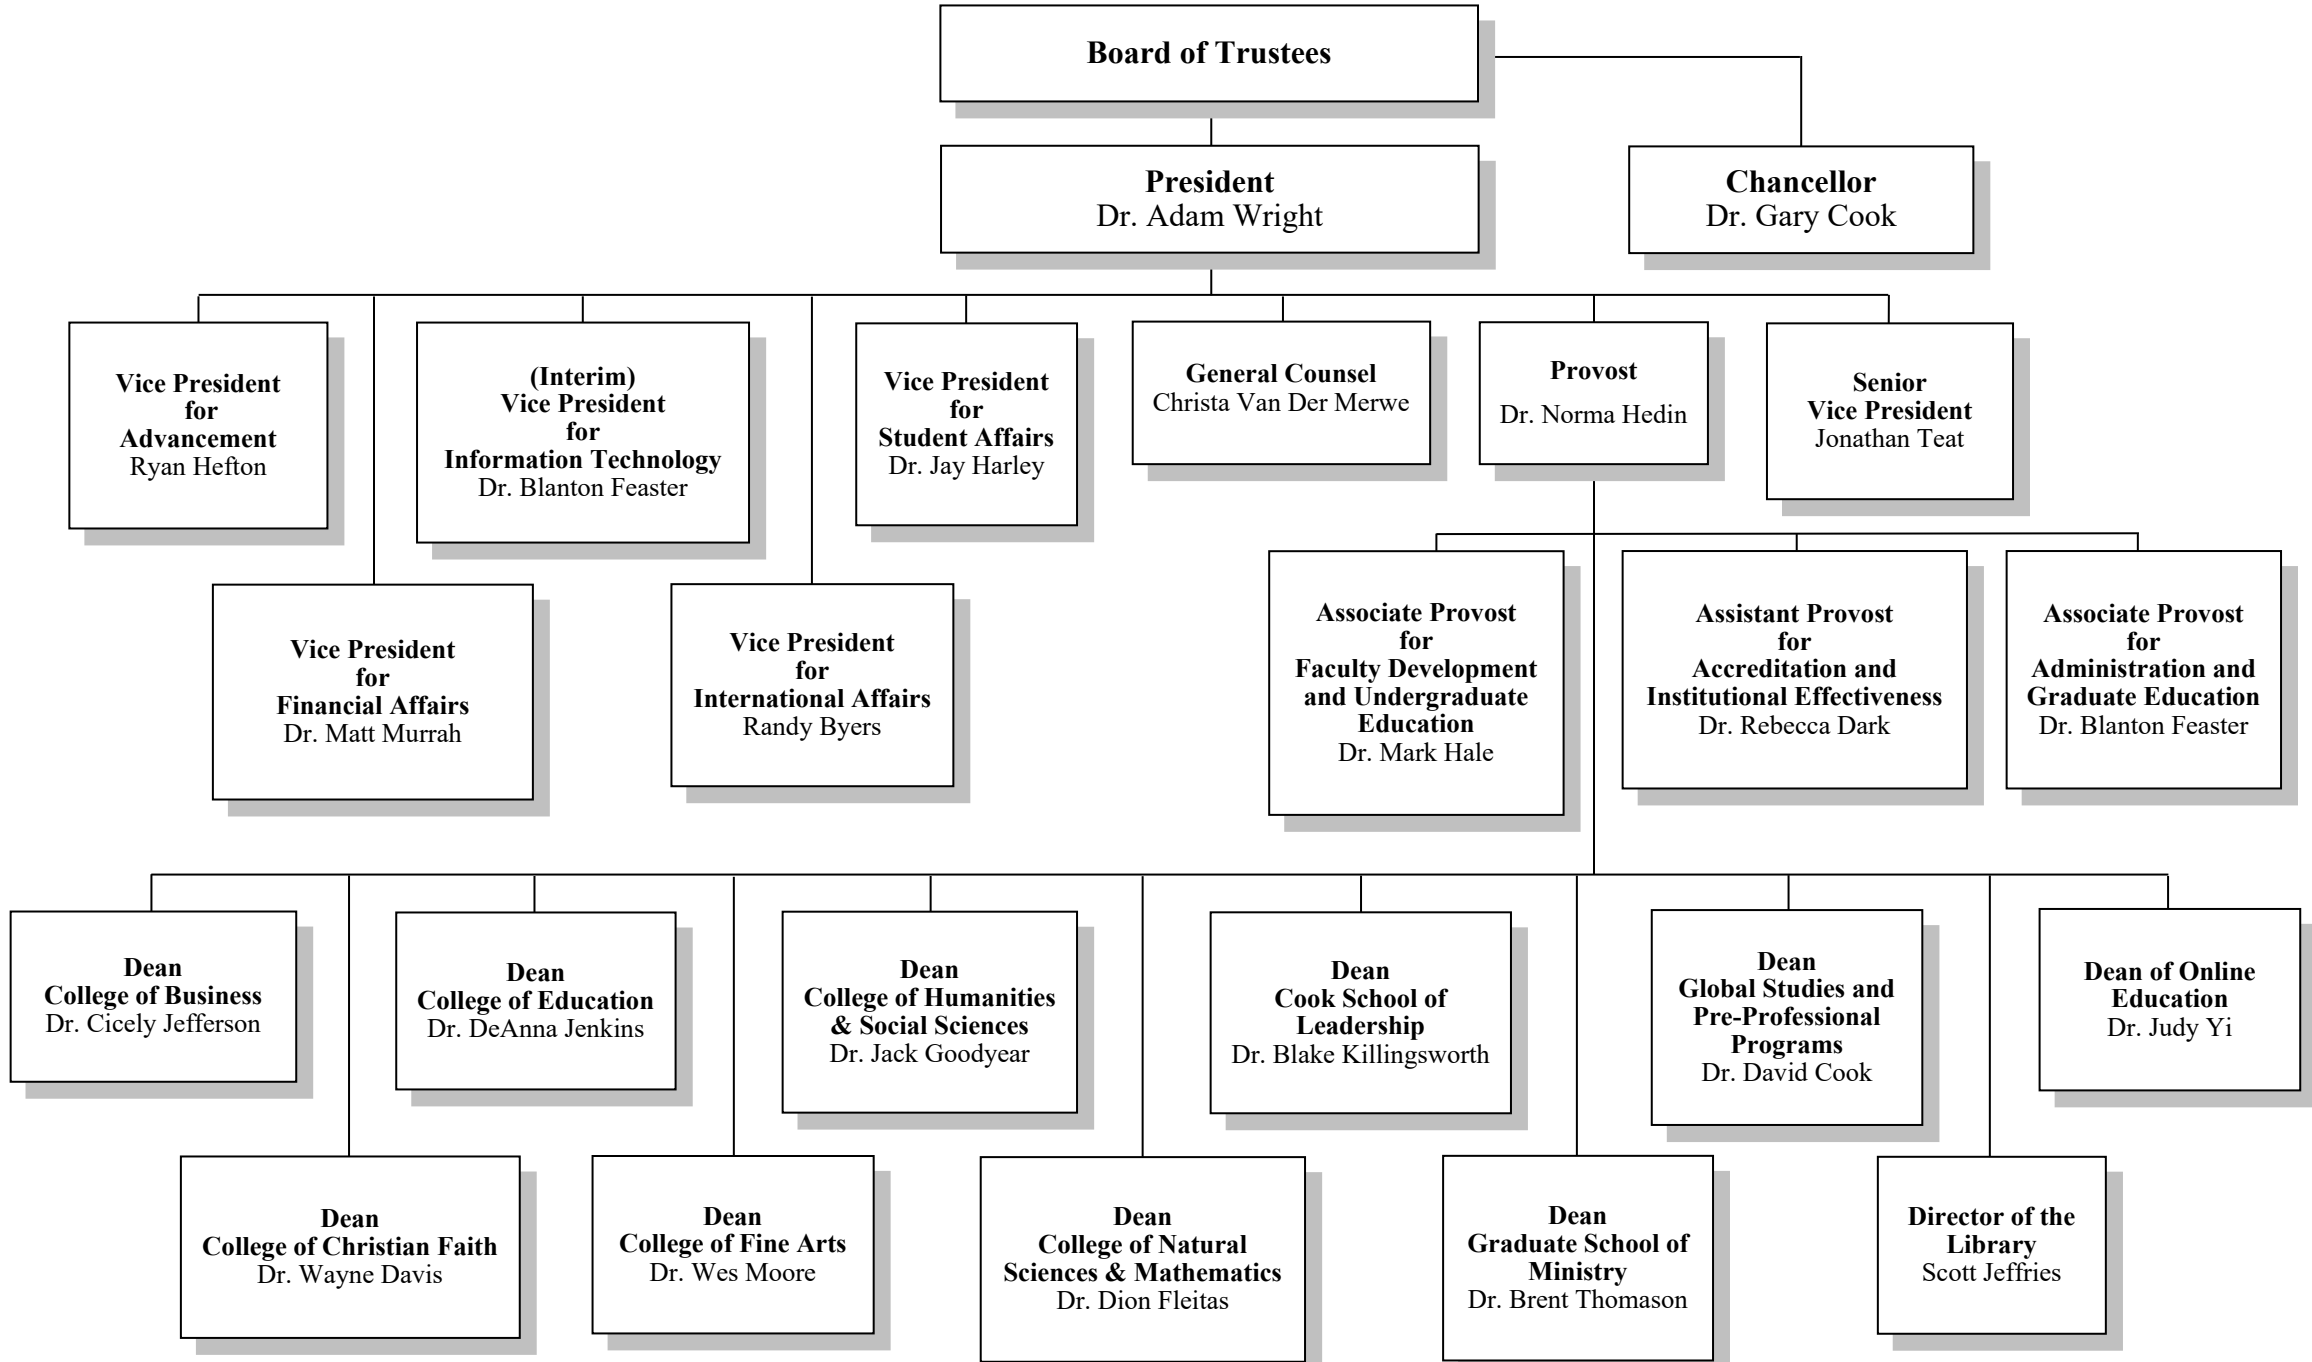 Board of Trustees
President
Dr. Adam Wright
Chancellor
Dr. Gary Cook
Vice President
for
Advancement
Ryan Hefton
(Interim)
Vice President
for
Information Technology
Dr. Blanton Feaster
Vice President
for
Student Affairs
Dr. Jay Harley
General Counsel
Christa Van Der Merwe
Provost
Dr. Norma Hedin
Senior
Vice President
Jonathan Teat
Vice President
for
Financial Affairs
Dr. Matt Murrah
Vice President
for
International Affairs
Randy Byers
Associate Provost
for
Faculty Development
and Undergraduate
Education
Dr. Mark Hale
Assistant Provost
for
Accreditation and
Institutional Effectiveness
Dr. Rebecca Dark
Associate Provost
for
Administration and
Graduate Education
Dr. Blanton Feaster
Dean
College of Business
Dr. Cicely Jefferson
Dean
College of Education
Dr. DeAnna Jenkins
Dean
College of Humanities
& Social Sciences
Dr. Jack Goodyear
Dean
Cook School of
Leadership
Dr. Blake Killingsworth
Dean
Global Studies and
Pre-Professional
Programs
Dr. David Cook
Dean of Online
Education
Dr. Judy Yi
Dean
College of Christian Faith
Dr. Wayne Davis
Dean
College of Fine Arts
Dr. Wes Moore
Dean
College of Natural
Sciences & Mathematics
Dr. Dion Fleitas
Dean
Graduate School of
Ministry
Dr. Brent Thomason
Director of the
Library
Scott Jeffries